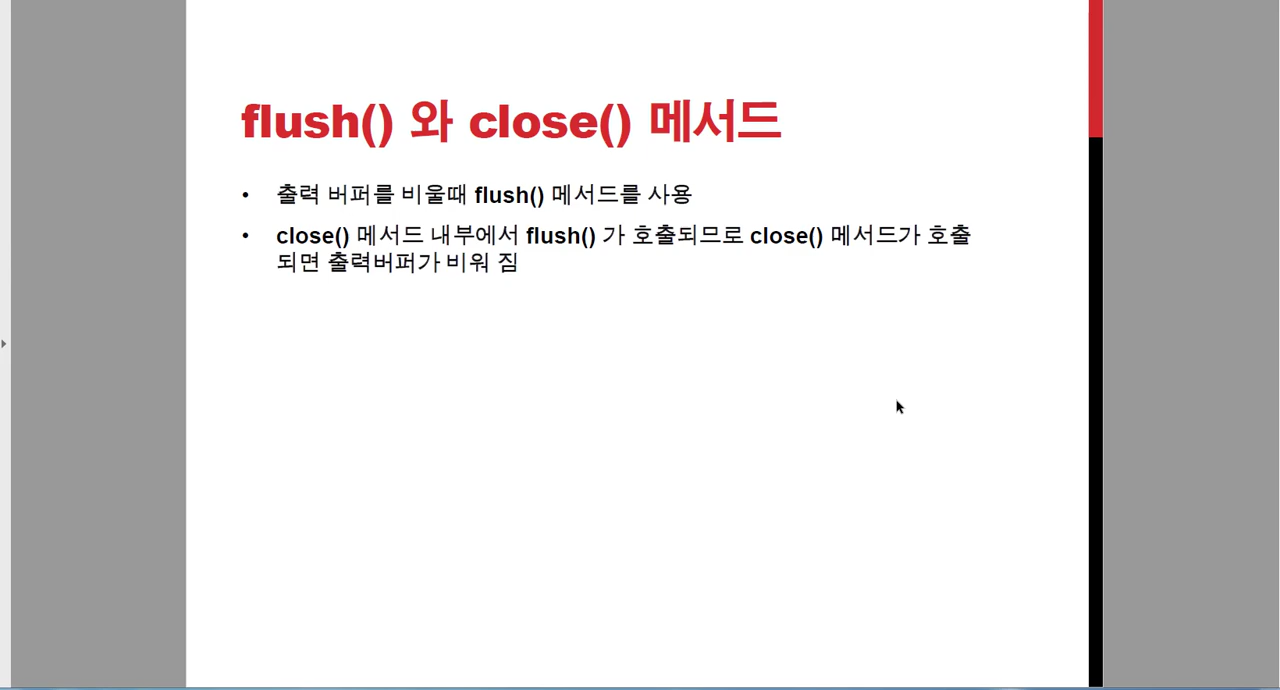 flush() 와 close() 메서드
• 출력 버퍼를 비울때 flush() 메서드를 사용
• close() 메서드 내부에서 flush() 가 호출되므로 close() 메서드가 호출
되면 출력버퍼가 비워 짐